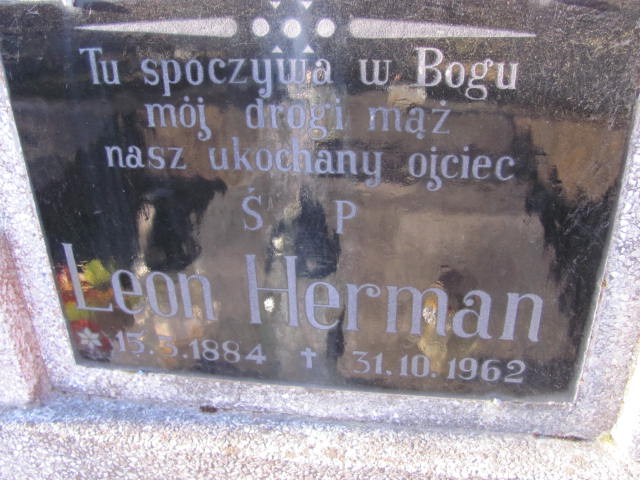 Tu spoczywa w Bogu
mój drogi mąż
nasz ukochany ojciec
Ś P
Leon Herman
* 15.5.1884 † 31.10.1962